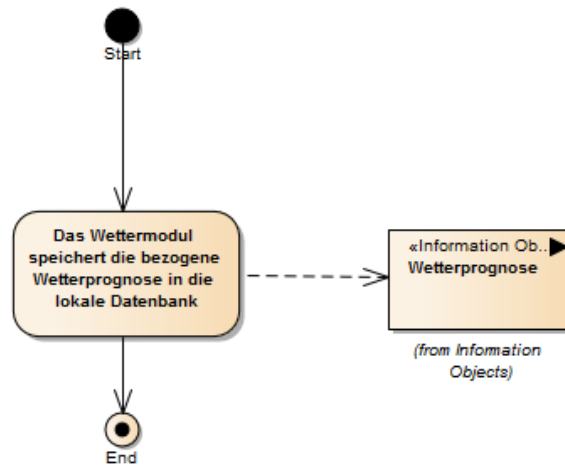 Start
Das Wettermodul
speichert die bezogene
Wetterprognose in die
lokale Datenbank
«Information Ob..
Wetterprognose
(from Information
Objects)
End